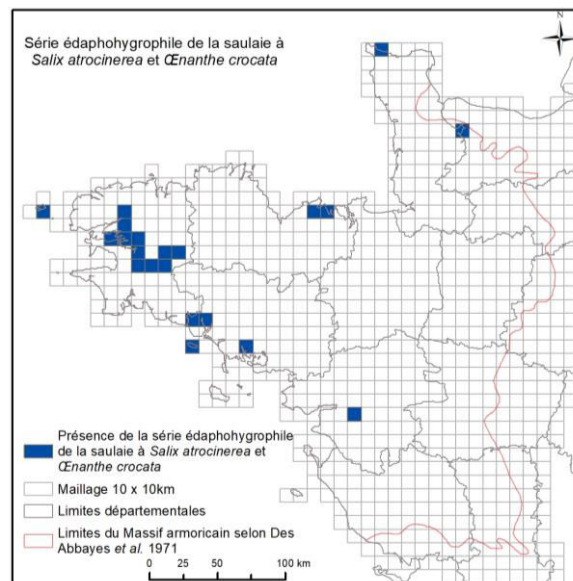 Série édaphohygrophile de la saulaie à
Salix atrocinerea et Œnanthe crocata
N
Présence de la série édaphohygrophile
de la saulaie à Salix atrocinerea et
Œnanthe crocata
Maillage 10 x 10km
Limites départementales
Limites du Massif armoricain selon Des
Abbayes et al. 1971
0 25 50 100 km